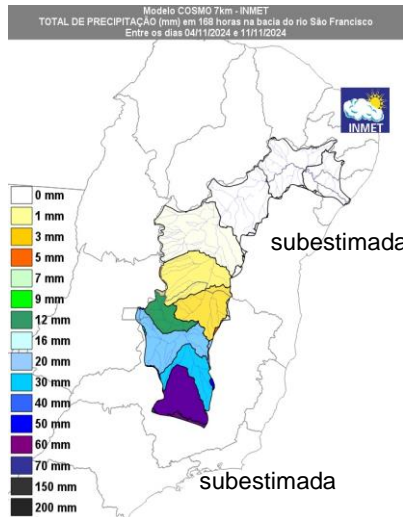 Modelo COSMO 7km - INMET
TOTAL DE PRECIPITAÇÃO (mm) em 168 horas na bacia do rio São Francisco
Entre os dias 04/11/2024 e 11/11/2024
INMET
0 mm
1 mm
3 mm
5 mm
7 mm
9 mm
12 mm
16 mm
20 mm
30 mm
40 mm
50 mm
60 mm
70 mm
150 mm
200 mm
subestimada
subestimada